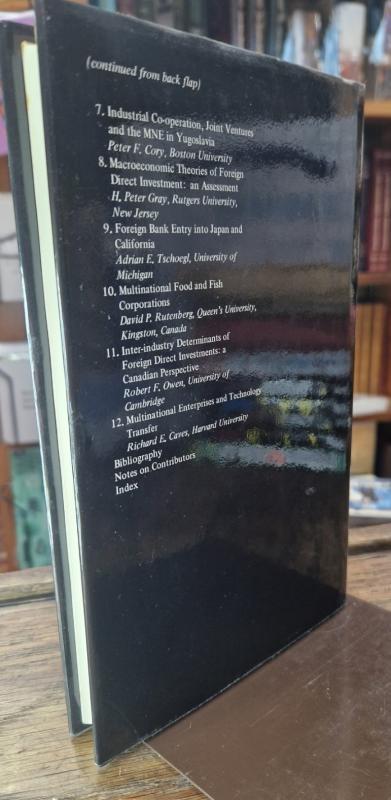 (continued from back flap)
7. Industrial Co-operation, Joint Ventures
and the MNE in Yugoslavia
Peter F. Cory, Boston University
8. Macroeconomic Theories of Foreign
Direct Investment: an Assessment
H. Peter Gray, Rutgers University,
New Jersey
9. Foreign Bank Entry into Japan and
California
Adrian E. Tschoegl, University of
Michigan
10. Multinational Food and Fish
Corporations
David P. Rutenberg, Queen's University,
Kingston, Canada
11. Inter-industry Determinants of
Foreign Direct Investments: a
Canadian Perspective
Robert F. Owen, University of
Cambridge
12. Multinational Enterprises and Technology
Transfer
Richard E. Caves, Harvard University
Bibliography
Notes on Contributors
Index